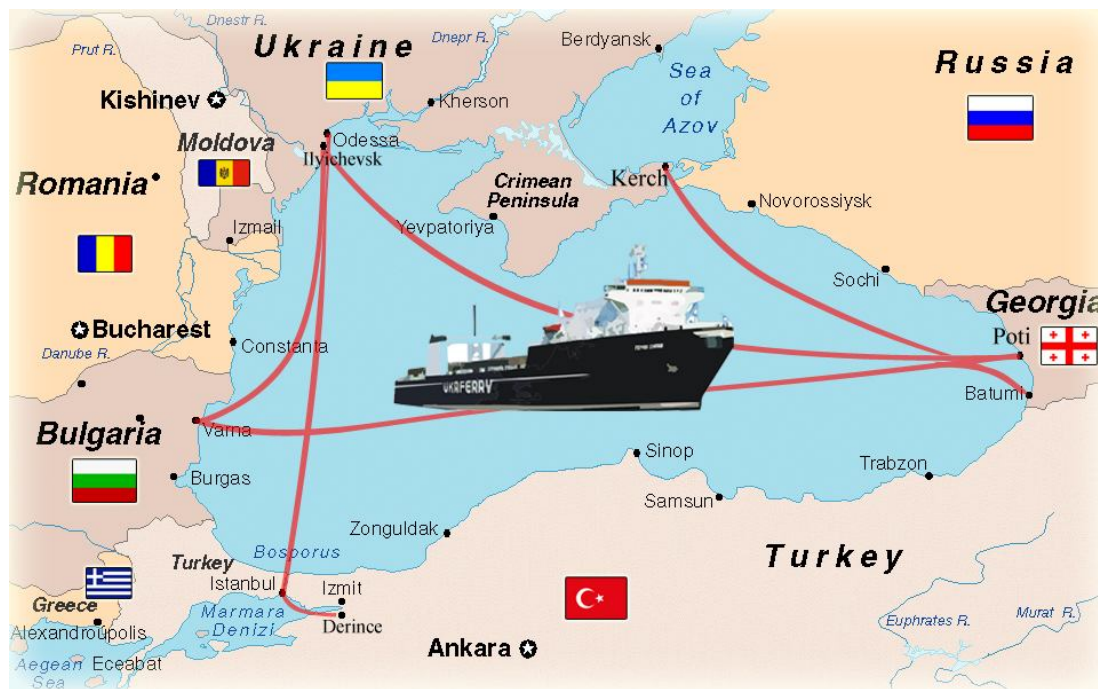 Dnestr R.
Ukraine
Dnepr R.
Berdyansk
Prut R.
Sea
of
Azov
Russia
Kishinev
Kherson
Moldova
Odessa
Ilyichevsk
Romania
Crimean
Peninsula
Kerch
Novorossiysk
Izmail
Yevpatoriya
Sochi
Georgia
Poti
Bucharest
Constanta
Danube R.
UKRFERRY
Batumi
Bulgaria
Varna
Burgas
Sinop
Trabzon
Samsun
Zonguldak
Bosporus
Turkey
Turkey
Istanbul
Izmit
Greece
Marmara
Denizi
Derince
Alexandroupolis
Ankara
Euphrates R.
Murat R.
Aegean
Sea
Eceabat